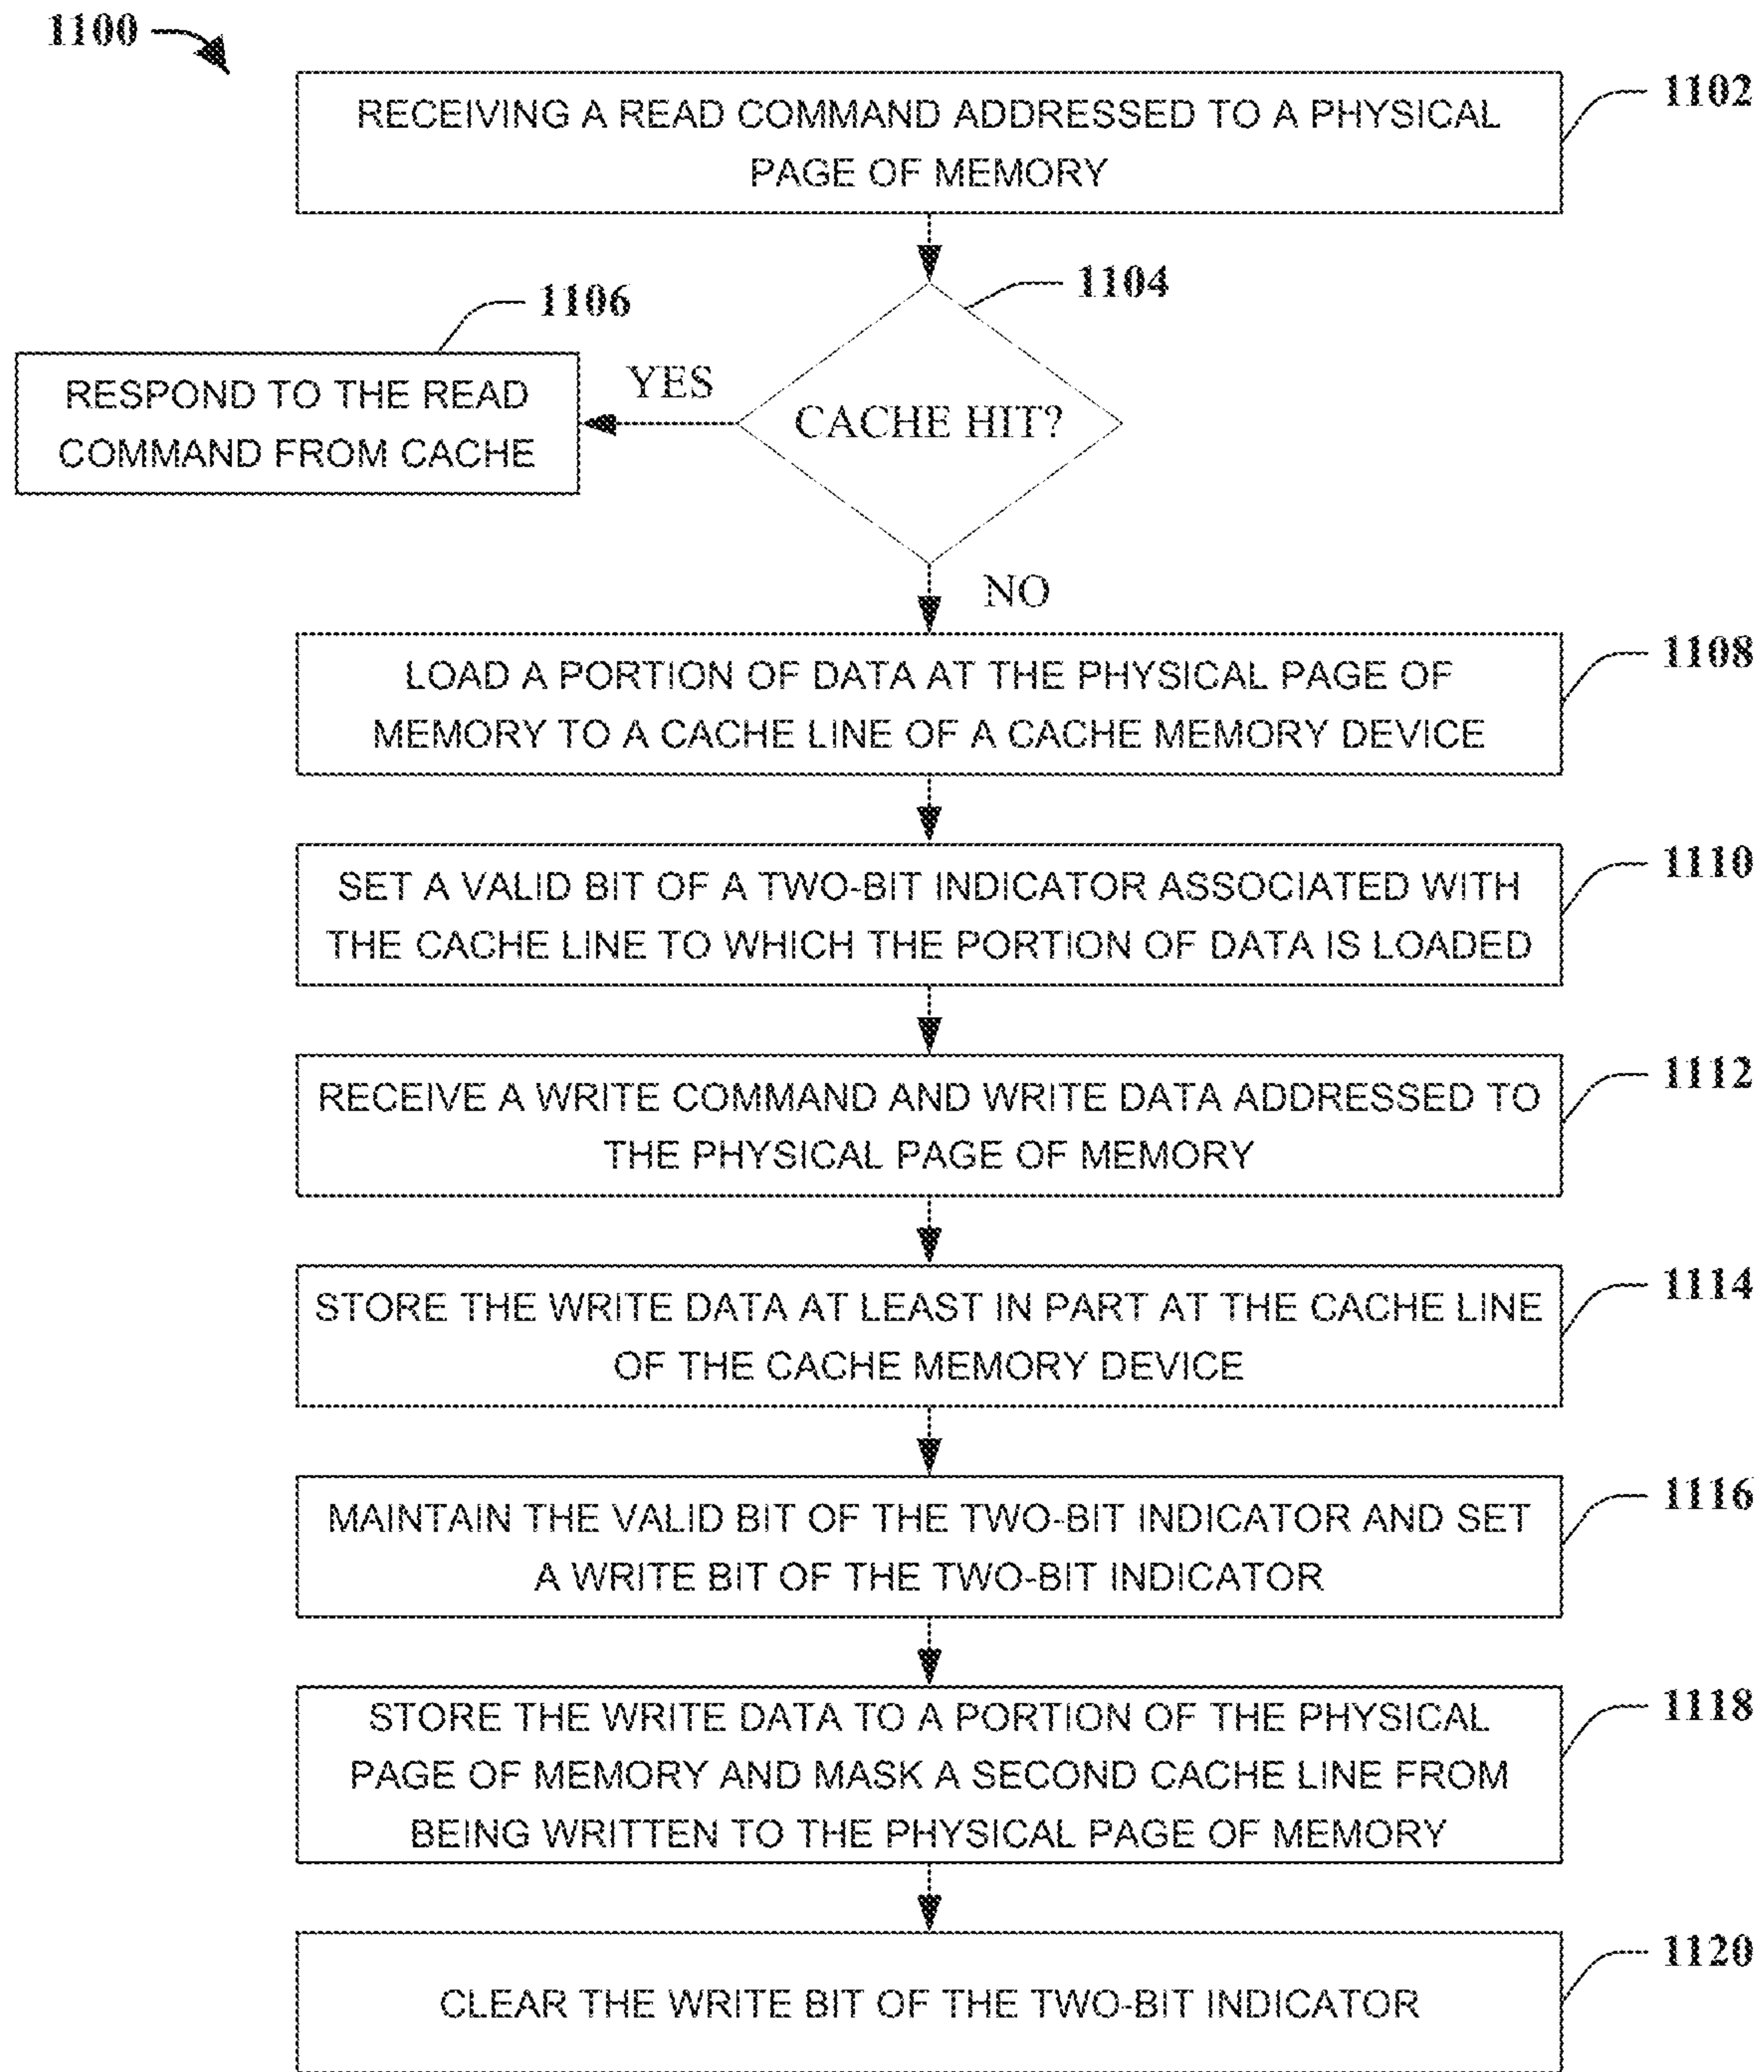 1100
RECEIVING A READ COMMAND ADDRESSED TO A PHYSICAL
PAGE OF MEMORY
1102
1104
CACHE HIT?
YES
1106
RESPOND TO THE READ
COMMAND FROM CACHE
NO
LOAD A PORTION OF DATA AT THE PHYSICAL PAGE OF
MEMORY TO A CACHE LINE OF A CACHE MEMORY DEVICE
1108
SET A VALID BIT OF A TWO-BIT INDICATOR ASSOCIATED WITH
THE CACHE LINE TO WHICH THE PORTION OF DATA IS LOADED
1110
RECEIVE A WRITE COMMAND AND WRITE DATA ADDRESSED TO
THE PHYSICAL PAGE OF MEMORY
1112
STORE THE WRITE DATA AT LEAST IN PART AT THE CACHE LINE
OF THE CACHE MEMORY DEVICE
1114
MAINTAIN THE VALID BIT OF THE TWO-BIT INDICATOR AND SET
A WRITE BIT OF THE TWO-BIT INDICATOR
1116
STORE THE WRITE DATA TO A PORTION OF THE PHYSICAL
PAGE OF MEMORY AND MASK A SECOND CACHE LINE FROM
BEING WRITTEN TO THE PHYSICAL PAGE OF MEMORY
1118
CLEAR THE WRITE BIT OF THE TWO-BIT INDICATOR
1120